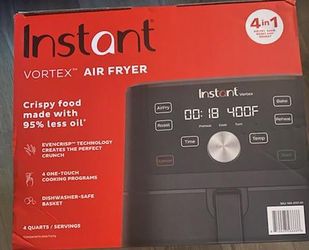 Instant
VORTEX™ AIR FRYER
4 in 1
Crispy food
made with
95% less oil*
EVENCRISP™ TECHNOLOGY
CREATES THE PERFECT
CRUNCH
4 ONE-TOUCH
COOKING PROGRAMS
DISHWASHER-SAFE
BASKET
4 QUARTS / SERVINGS
Instant Vortex
AirFry
Bake
00:18 400F
Roast
Reheat
Time
Temp
Start